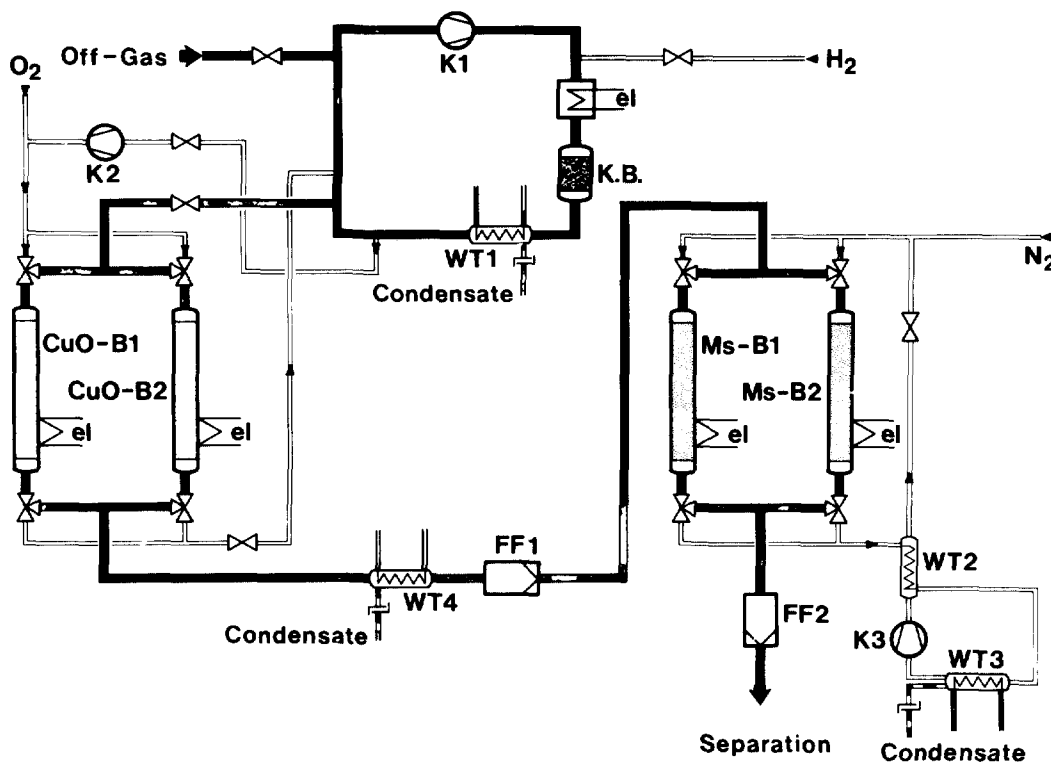 Off-Gas
K1
H₂
O₂
el
K2
K.B.
WT1
N₂
Condensate
CuO-B1
Ms-B1
CuO-B2
Ms-B2
el
el
el
el
FF1
WT2
WT4
FF2
K3
Condensate
WT3
Separation
Condensate